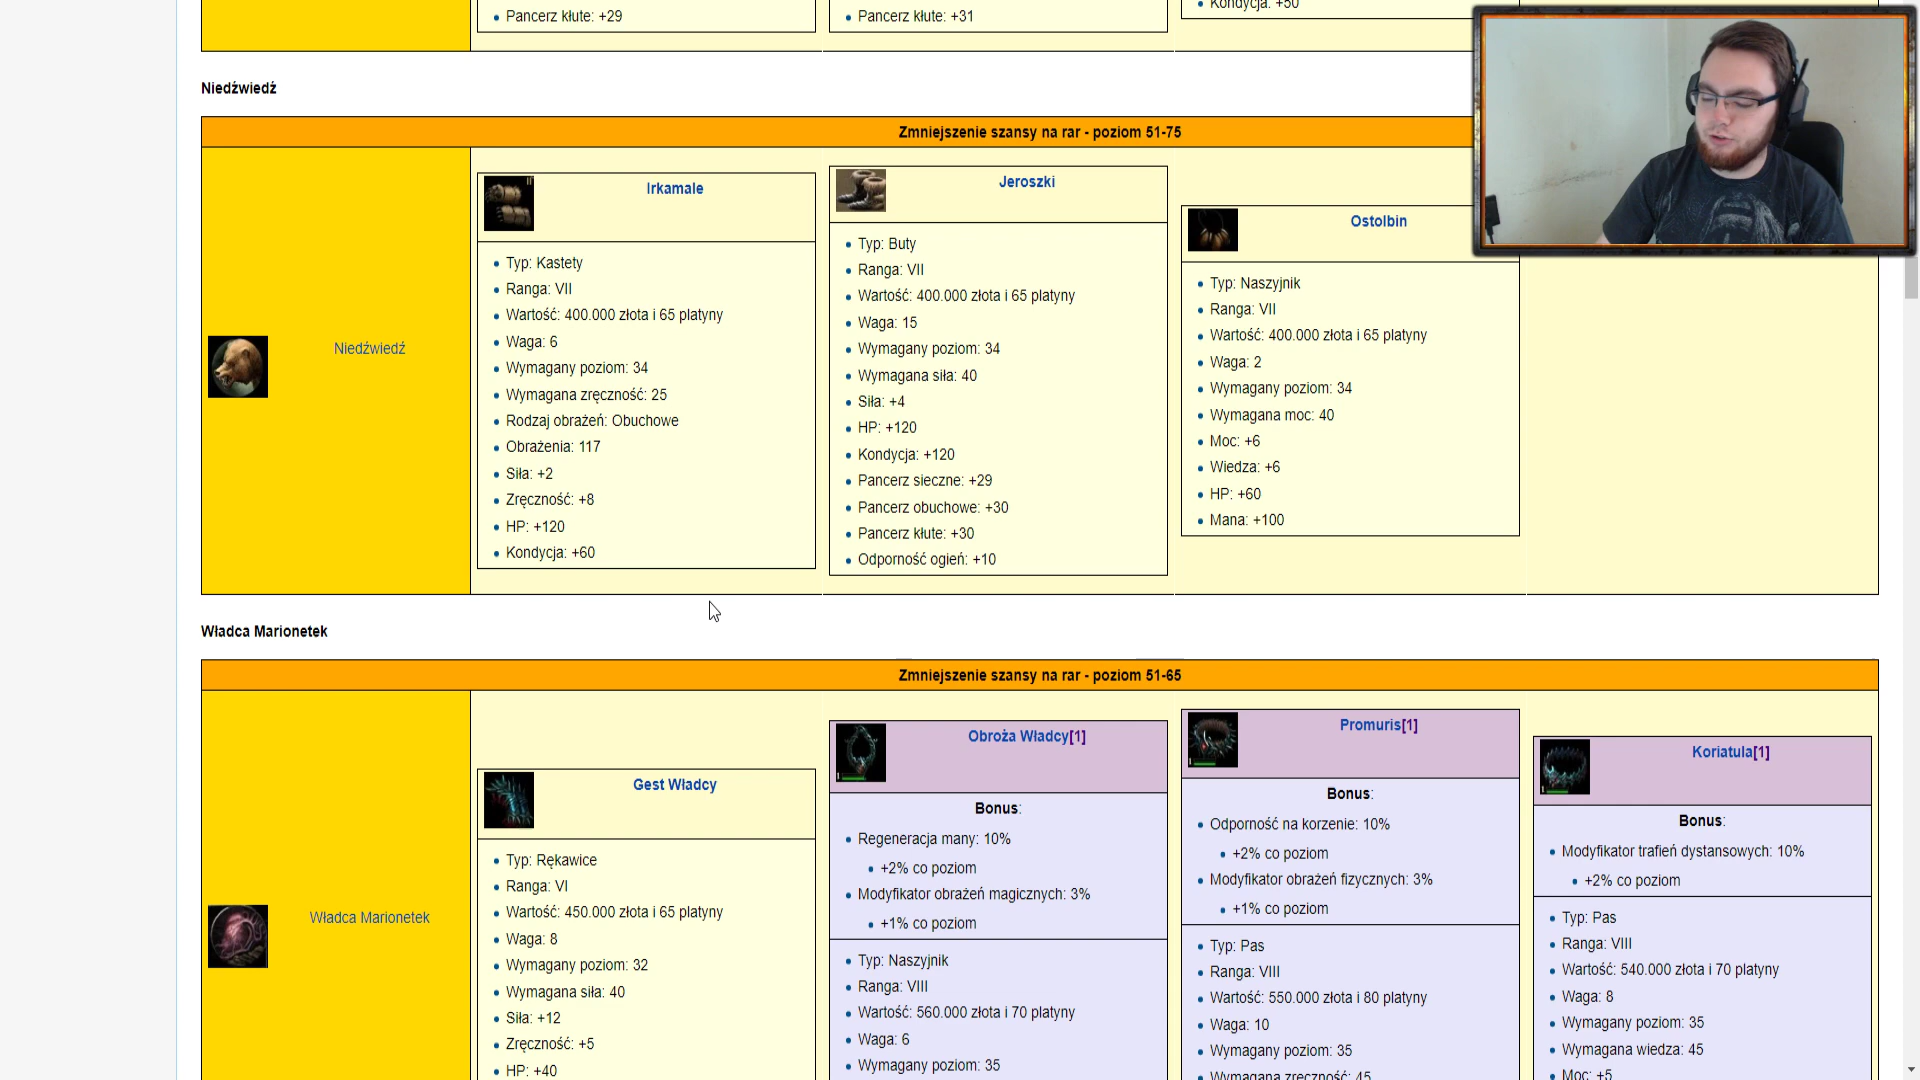 Pancerz kłute: +29
Pancerz kłute: +31
Kondycja: +50
Niedźwiedź
Zmniejszenie szansy na rar - poziom 51-75
Niedźwiedź
Irkamale
Typ: Kastety
Ranga: VII
Wartość: 400.000 złota i 65 platyny
Waga: 6
Wymagany poziom: 34
Wymagana zręczność: 25
Rodzaj obrażeń: Obuchowe
Obrażenia: 117
Siła: +2
Zręczność: +8
HP: +120
Kondycja: +60
Jeroszki
Typ: Buty
Ranga: VII
Wartość: 400.000 złota i 65 platyny
Waga: 15
Wymagany poziom: 34
Wymagana siła: 40
Siła: +4
HP: +120
Kondycja: +120
Pancerz sieczne: +29
Pancerz obuchowe: +30
Pancerz kłute: +30
Odporność ogień: +10
Ostolbin
Typ: Naszyjnik
Ranga: VII
Wartość: 400.000 złota i 65 platyny
Waga: 2
Wymagany poziom: 34
Wymagana moc: 40
Moc: +6
Wiedza: +6
HP: +60
Mana: +100
Władca Marionetek
Zmniejszenie szansy na rar - poziom 51-65
Władca Marionetek
Gest Władcy
Typ: Rękawice
Ranga: VI
Wartość: 450.000 złota i 65 platyny
Waga: 8
Wymagany poziom: 32
Wymagana siła: 40
Siła: +12
Zręczność: +5
HP: +40
Obroża Władcy[1]
Bonus:
Regeneracja many: 10%
+2% co poziom
Modyfikator obrażeń magicznych: 3%
+1% co poziom
Typ: Naszyjnik
Ranga: VIII
Wartość: 560.000 złota i 70 platyny
Waga: 6
Wymagany poziom: 35
Promuris[1]
Bonus:
Odporność na korzenie: 10%
+2% co poziom
Modyfikator obrażeń fizycznych: 3%
+1% co poziom
Typ: Pas
Ranga: VIII
Wartość: 550.000 złota i 80 platyny
Waga: 10
Wymagany poziom: 35
Wymagana zręczność: 45
Koriatula[1]
Bonus:
Modyfikator trafień dystansowych: 10%
+2% co poziom
Typ: Pas
Ranga: VIII
Wartość: 540.000 złota i 70 platyny
Waga: 8
Wymagany poziom: 35
Wymagana wiedza: 45
Moc: +5